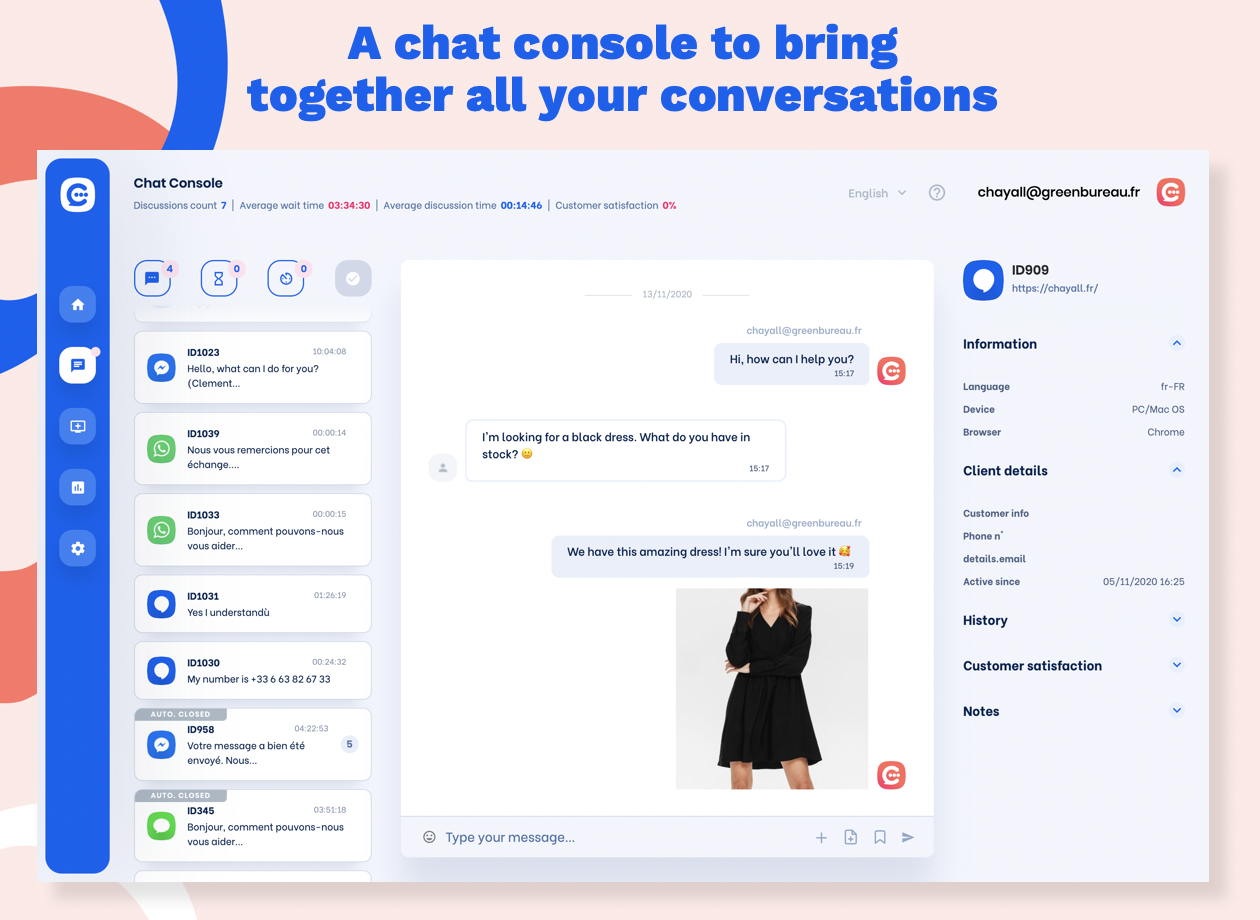 A chat console to bring
together all your conversations
Chat Console
Discussions count 7 | Average wait time 03:34:30 | Average discussion time 00:14:46 | Customer satisfaction 0%
English
chayall@greenbureau.fr
4
0
0
ID1023
10:04:08
Hello, what can I do for you?
(Clement...
ID1039
00:00:14
Nous vous remercions pour cet
échange....
ID1033
00:00:15
Bonjour, comment pouvons-nous
vous aider...
ID1031
01:26:19
Yes I understandù
ID1030
00:24:32
My number is +33 6 63 82 67 33
AUTO. CLOSED
ID958
04:22:53
Votre message a bien été
envoyé. Nous...
5
AUTO. CLOSED
ID345
03:51:18
Bonjour, comment pouvons-nous
vous aider...
13/11/2020
chayall@greenbureau.fr
Hi, how can I help you?
15:17
I'm looking for a black dress. What do you have in
stock? 😀
15:17
chayall@greenbureau.fr
We have this amazing dress! I'm sure you'll love it 🥰
15:19
Type your message...
ID909
https://chayall.fr/
Information
Language fr-FR
Device PC/Mac OS
Browser Chrome
Client details
Customer info
Phone n°
details.email
Active since 05/11/2020 16:25
History
Customer satisfaction
Notes